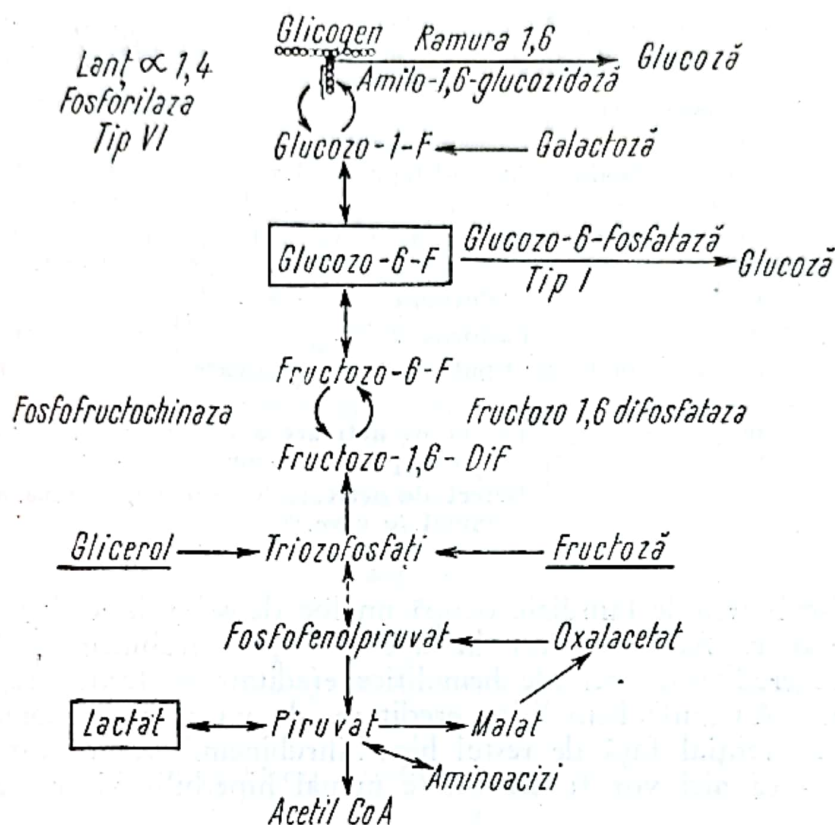 Glicogen
Ramura 1,6
Glucoză
Amilo-1,6-glucozidază
Lanț ∝ 1,4
Fosforilaza
Tip VI
Glucozo-1-F
Galactoză
Glucozo-6-F
Glucozo-6-fosfatază
Tip I
Glucoză
Fructozo-6-F
Fosfofructochinaza
Fructozo 1,6 difosfataza
Fructozo-1,6-DiF
Glicerol
Triozofosfați
Fructoză
Fosfofenolpiruvat
Oxalacetat
Lactat
Piruvat
Malat
Aminoacizi
Acetil CoA